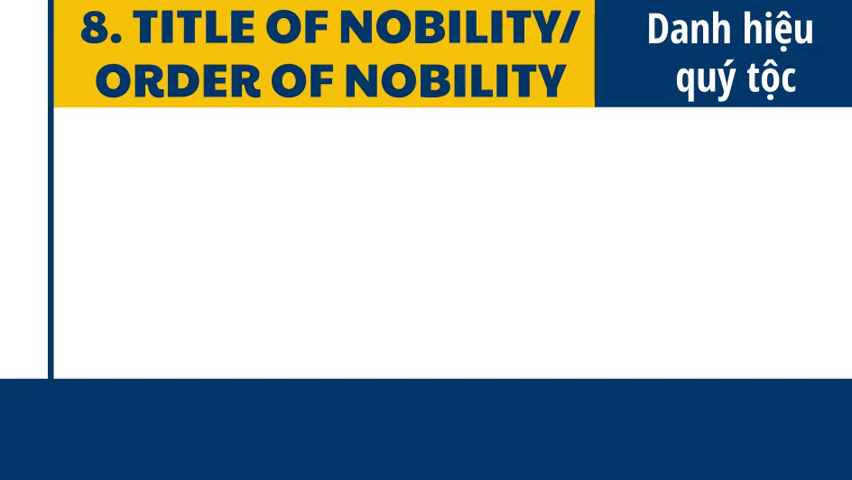 8. TITLE OF NOBILITY/
ORDER OF NOBILITY
Danh hiệu
quý tộc